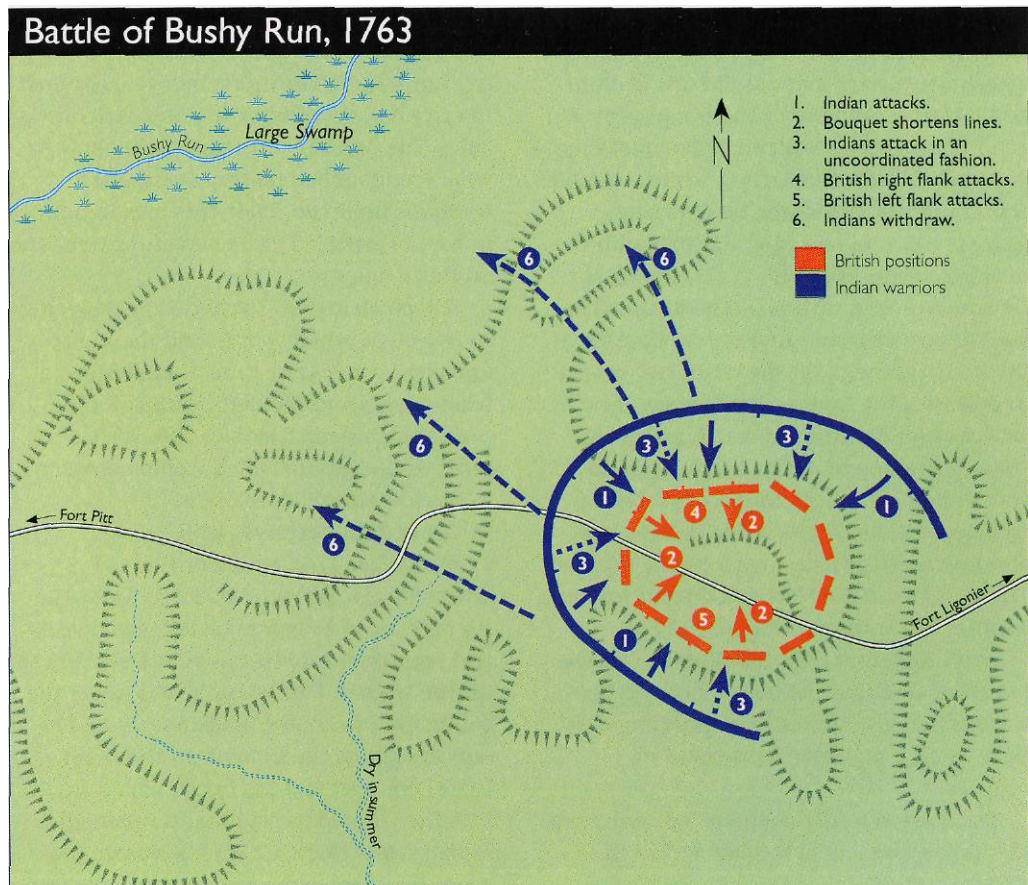 Battle of Bushy Run, 1763
Bushy Run
Large Swamp
N
1. Indian attacks.
2. Bouquet shortens lines.
3. Indians attack in an
uncoordinated fashion.
4. British right flank attacks.
5. British left flank attacks.
6. Indians withdraw.
British positions
Indian warriors
6
6
6
6
3
3
1
1
4
2
3
2
5
2
1
3
Fort Pitt
Fort Ligonier
Dry in summer